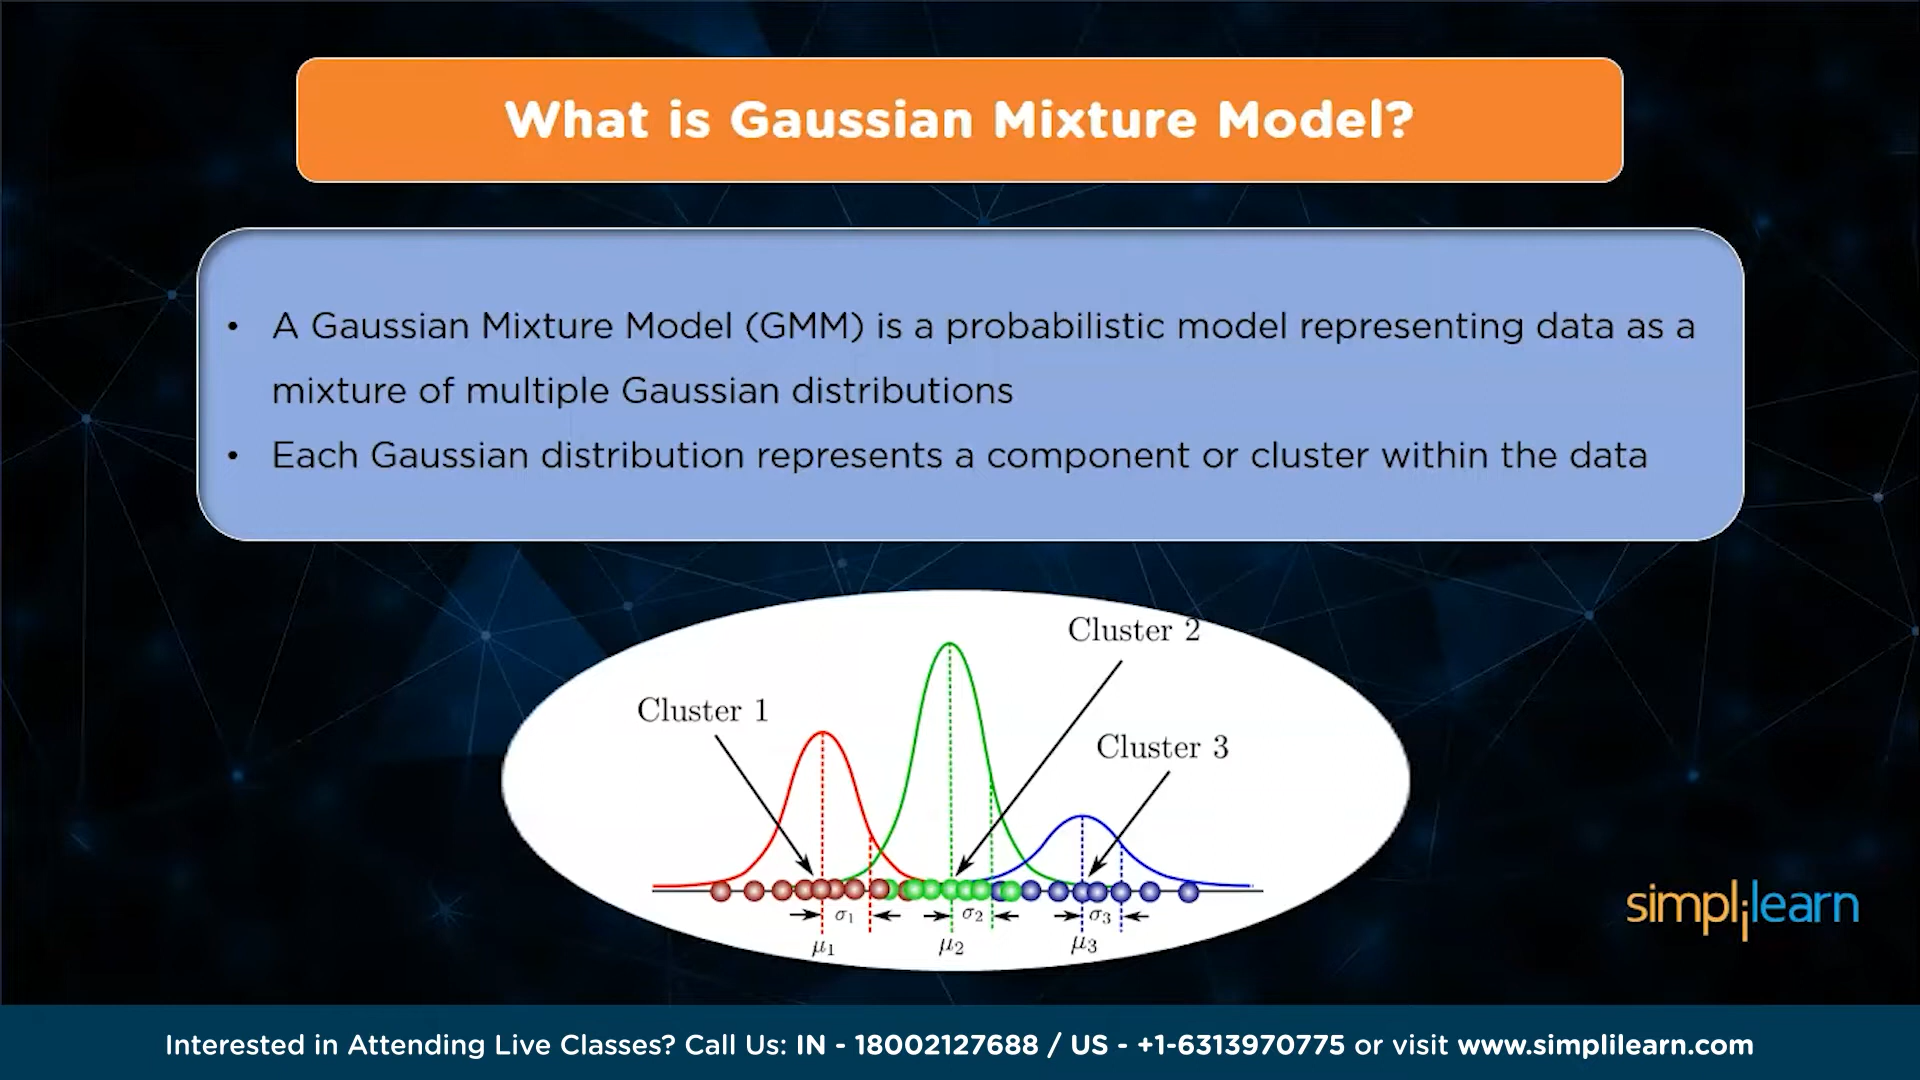 What is Gaussian Mixture Model?
• A Gaussian Mixture Model (GMM) is a probabilistic model representing data as a
mixture of multiple Gaussian distributions
• Each Gaussian distribution represents a component or cluster within the data
Cluster 2
Cluster 1
Cluster 3
σ₁ σ₂ σ₃
μ₁ μ₂ μ₃
simplilearn
Interested in Attending Live Classes? Call Us: IN - 18002127688 / US - +1-6313970775 or visit www.simplilearn.com